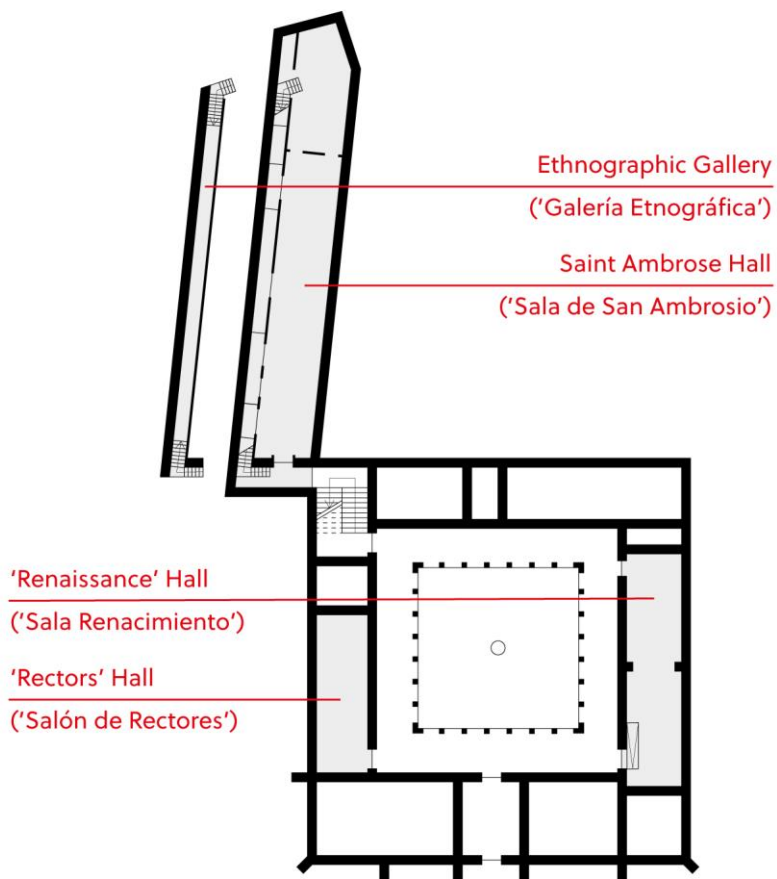 Ethnographic Gallery
('Galería Etnográfica')
Saint Ambrose Hall
('Sala de San Ambrosio')
'Renaissance' Hall
('Sala Renacimiento')
'Rectors' Hall
('Salón de Rectores')